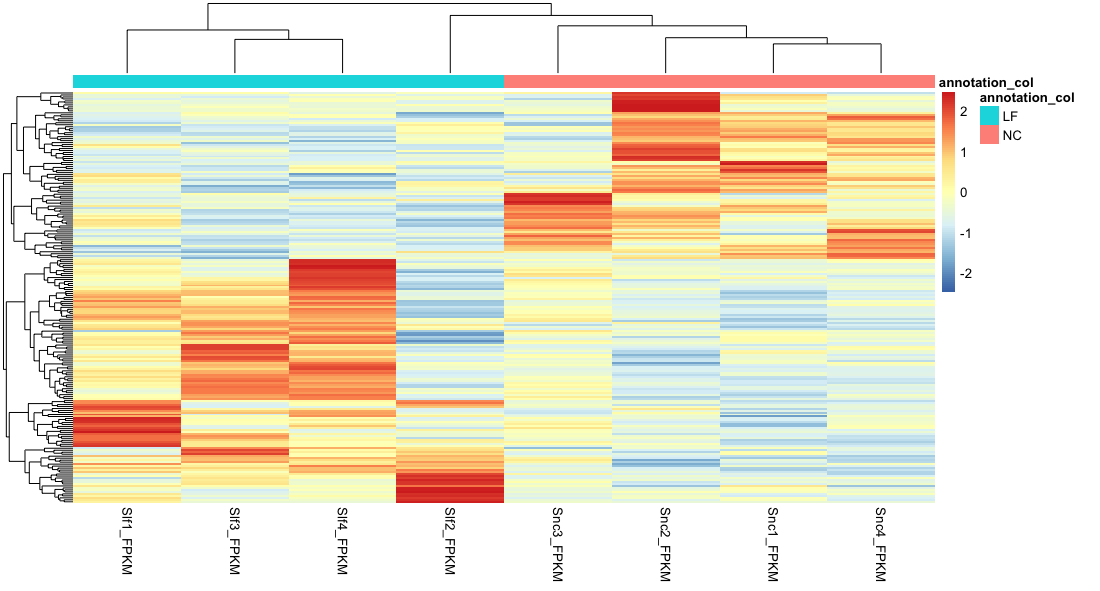 annotation_col
annotation_col
LF
NC
2
1
0
-1
-2
Slf1_FPKM
Slf3_FPKM
Slf4_FPKM
Slf2_FPKM
Snc3_FPKM
Snc2_FPKM
Snc1_FPKM
Snc4_FPKM